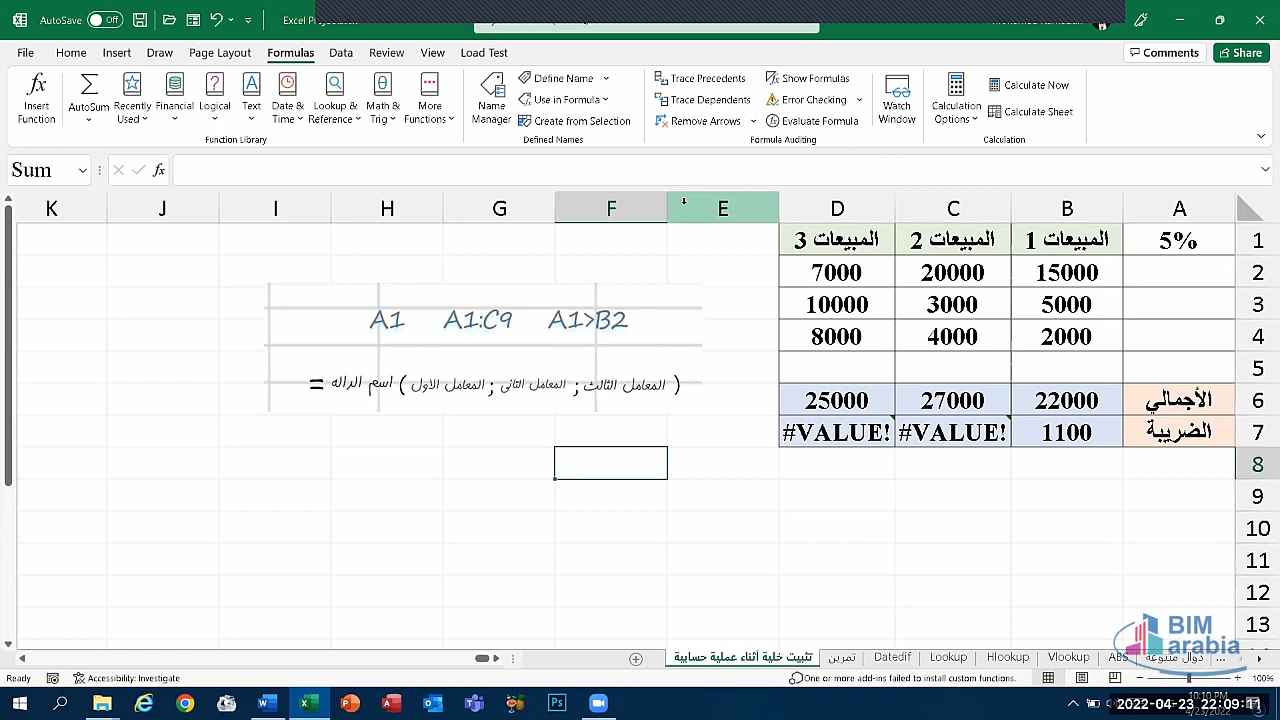 AutoSave Off
File Home Insert Draw Page Layout Formulas Data Review View Load Test Comments Share
Insert Function
AutoSum
Recently Used
Financial
Logical
Text
Date & Time
Lookup & Reference
Math & Trig
More Functions
Function Library
Name Manager
Define Name
Use in Formula
Create from Selection
Defined Names
Trace Precedents
Trace Dependents
Remove Arrows
Show Formulas
Error Checking
Evaluate Formula
Formula Auditing
Watch Window
Calculation Options
Calculate Now
Calculate Sheet
Calculation
Sum fx
K J I H G F E D C B A
المبيعات 3 المبيعات 2 المبيعات 1 5% 1
7000 20000 15000 2
10000 3000 5000 3
8000 4000 2000 4
5
25000 27000 22000 الأجمالي 6
#VALUE! #VALUE! 1100 الضريبة 7
8
9
10
11
12
13
A1 A1:C9 A1>B2
= اسم الداله ( المعامل الاول ; المعامل الثانى ; المعامل الثالث )
BIM
arabia
تثبيت خلية أثناء عملية حسابية تمرين Datedif Lookup Hlookup Vlookup دوال متنوعة ...
Ready Accessibility: Investigate One or more add-ins failed to install custom functions. 100%
2022-04-23 22:09:11